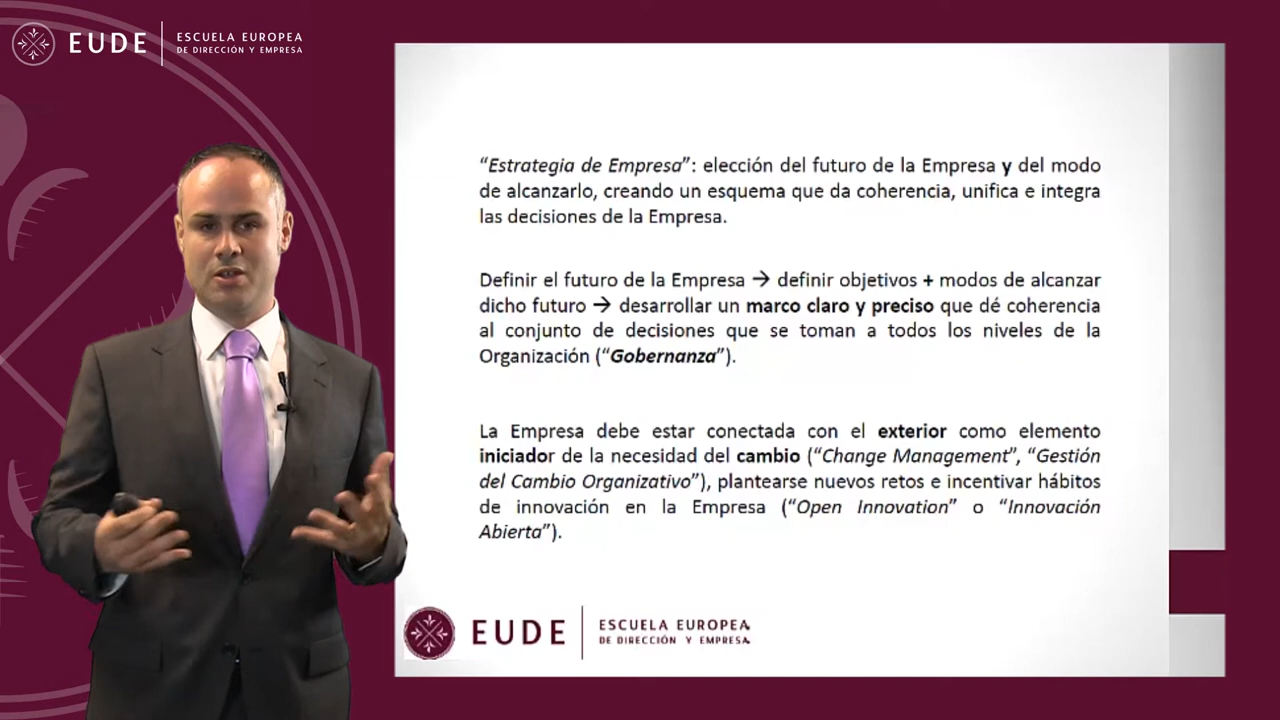 EUDE
ESCUELA EUROPEA
DE DIRECCIÓN Y EMPRESA
“Estrategia de Empresa”: elección del futuro de la Empresa y del modo
de alcanzarlo, creando un esquema que da coherencia, unifica e integra
las decisiones de la Empresa.
Definir el futuro de la Empresa → definir objetivos + modos de alcanzar
dicho futuro → desarrollar un marco claro y preciso que dé coherencia
al conjunto de decisiones que se toman a todos los niveles de la
Organización (“Gobernanza”).
La Empresa debe estar conectada con el exterior como elemento
iniciador de la necesidad del cambio (“Change Management”, “Gestión
del Cambio Organizativo”), plantearse nuevos retos e incentivar hábitos
de innovación en la Empresa (“Open Innovation” o “Innovación
Abierta”).
EUDE
ESCUELA EUROPEA
DE DIRECCIÓN Y EMPRESA